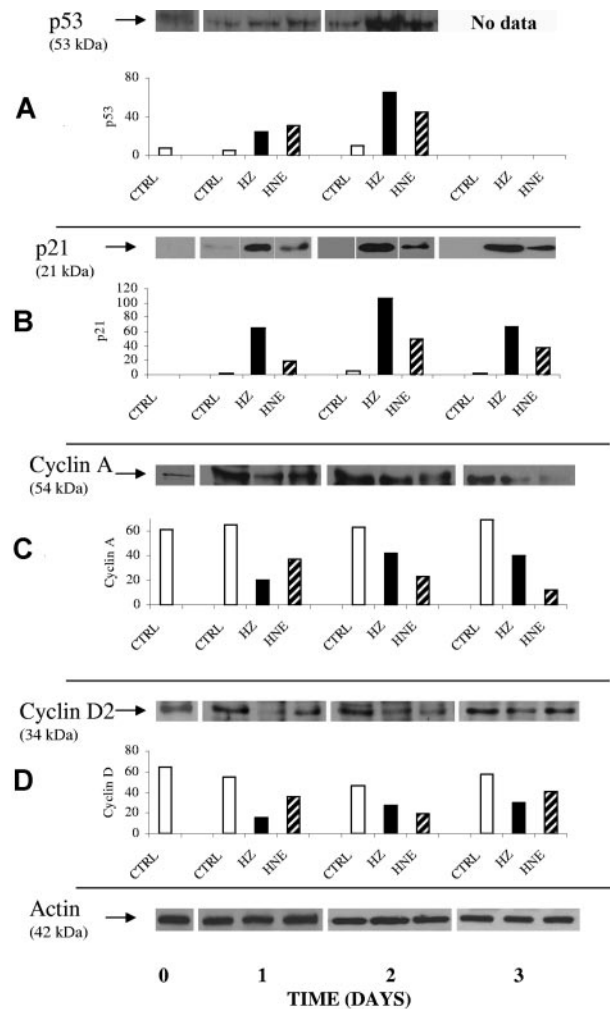 p53
(53 kDa)
No data
A
p53
80
40
0
CTRL CTRL HZ HNE CTRL HZ HNE CTRL HZ HNE
p21
(21 kDa)
B
p21
120
100
80
60
40
20
0
CTRL CTRL HZ HNE CTRL HZ HNE CTRL HZ HNE
Cyclin A
(54 kDa)
C
Cyclin A
60
40
20
0
CTRL CTRL HZ HNE CTRL HZ HNE CTRL HZ HNE
Cyclin D2
(34 kDa)
D
Cyclin D
80
60
40
20
0
CTRL CTRL HZ HNE CTRL HZ HNE CTRL HZ HNE
Actin
(42 kDa)
0 1 2 3
TIME (DAYS)